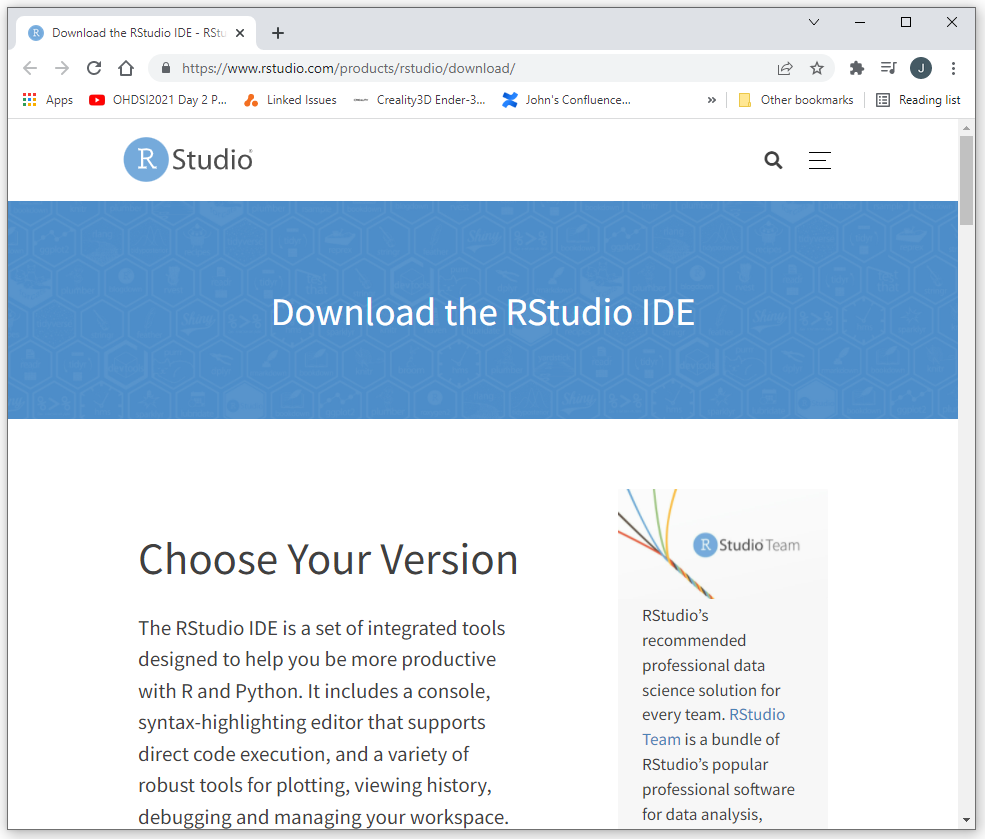 Download the RStudio IDE - RStu
https://www.rstudio.com/products/rstudio/download/
J
Apps
OHDSI2021 Day 2 P...
Linked Issues
Creality3D Ender-3...
John's Confluence...
»
Other bookmarks
Reading list
R Studio®
Download the RStudio IDE
Choose Your Version
The RStudio IDE is a set of integrated tools
designed to help you be more productive
with R and Python. It includes a console,
syntax-highlighting editor that supports
direct code execution, and a variety of
robust tools for plotting, viewing history,
debugging and managing your workspace.
R Studio® Team
RStudio’s
recommended
professional data
science solution for
every team. RStudio
Team is a bundle of
RStudio’s popular
professional software
for data analysis,